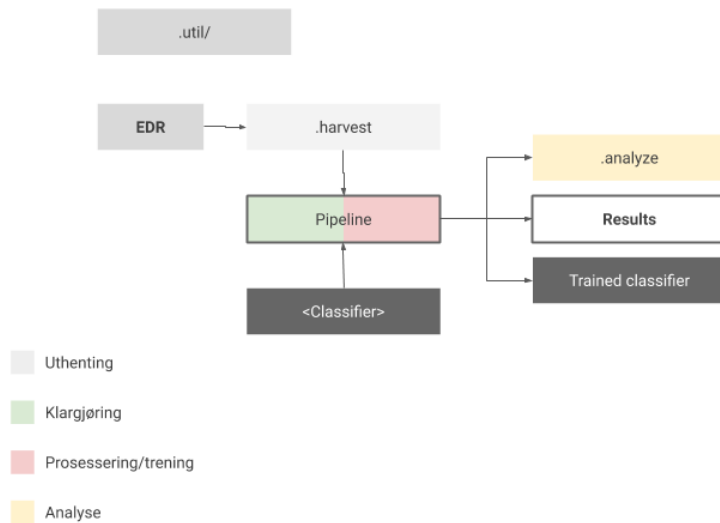 .util/
EDR
.harvest
.analyze
Pipeline
Results
Trained classifier
<Classifier>
Uthenting
Klargjøring
Prosessering/trening
Analyse